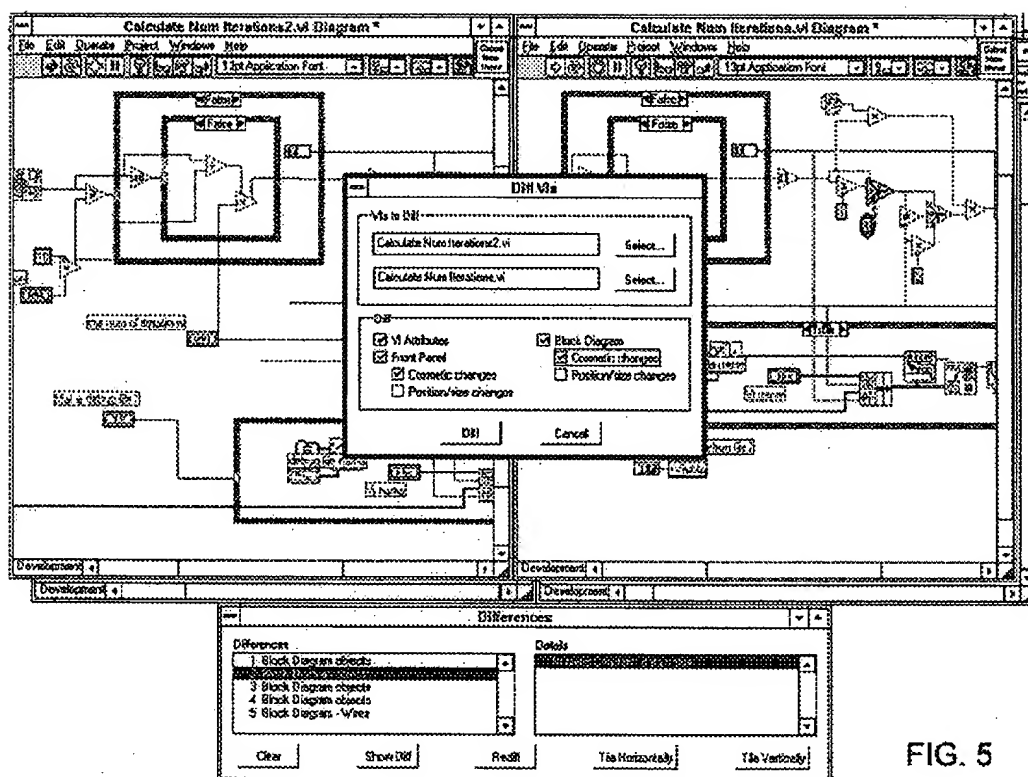 Calculate Num Iterations2.vi Diagram *
File Edit Operate Project Windows Help
13pt Application Font
False
False
Development
Calculate Num Iterations.vi Diagram *
File Edit Operate Project Windows Help
13pt Application Font
False
False
False
Development
Diff VIs
VIs to Diff
Calculate Num Iterations2.vi
Select...
Calculate Num Iterations.vi
Select...
Diff
VI Attributes
Front Panel
Cosmetic changes
Position/size changes
Block Diagram
Cosmetic changes
Position/size changes
Diff
Cancel
Development
Development
Differences
Differences
1 Block Diagram objects
3 Block Diagram objects
4 Block Diagram objects
5 Block Diagram - Wires
Details
Clear
Show Diff
Rediff
Tile Horizontally
Tile Vertically
FIG. 5